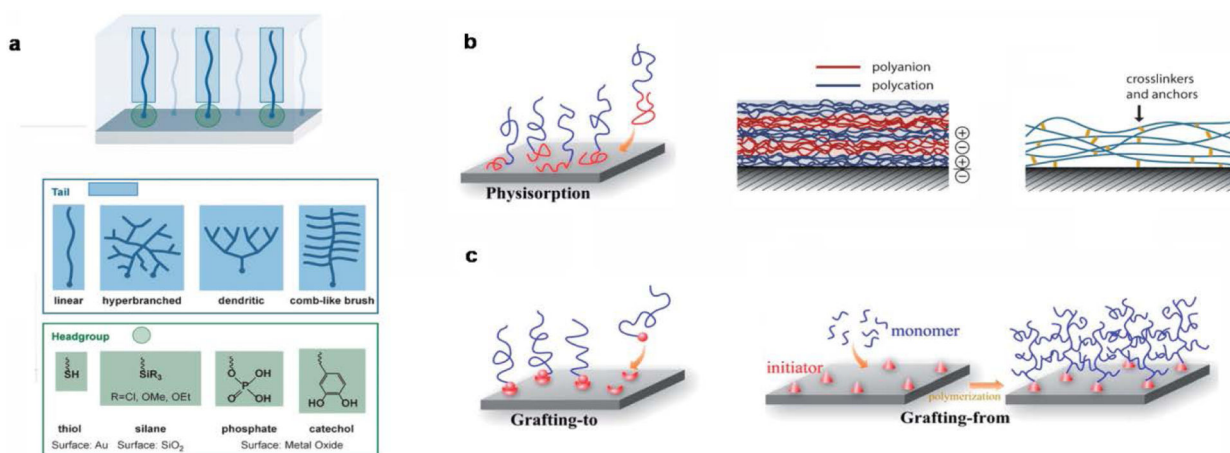 a
Tail
linear hyperbranched dendritic comb-like brush
Headgroup
SH
SiR3
R=Cl, OMe, OEt
O OH
P
O OH
HO OH
thiol silane phosphate catechol
Surface: Au Surface: SiO2 Surface: Metal Oxide
b
Physisorption
polyanion
polycation
+
−
+
−
crosslinkers
and anchors
c
Grafting-to
monomer
initiator
polymerization
Grafting-from